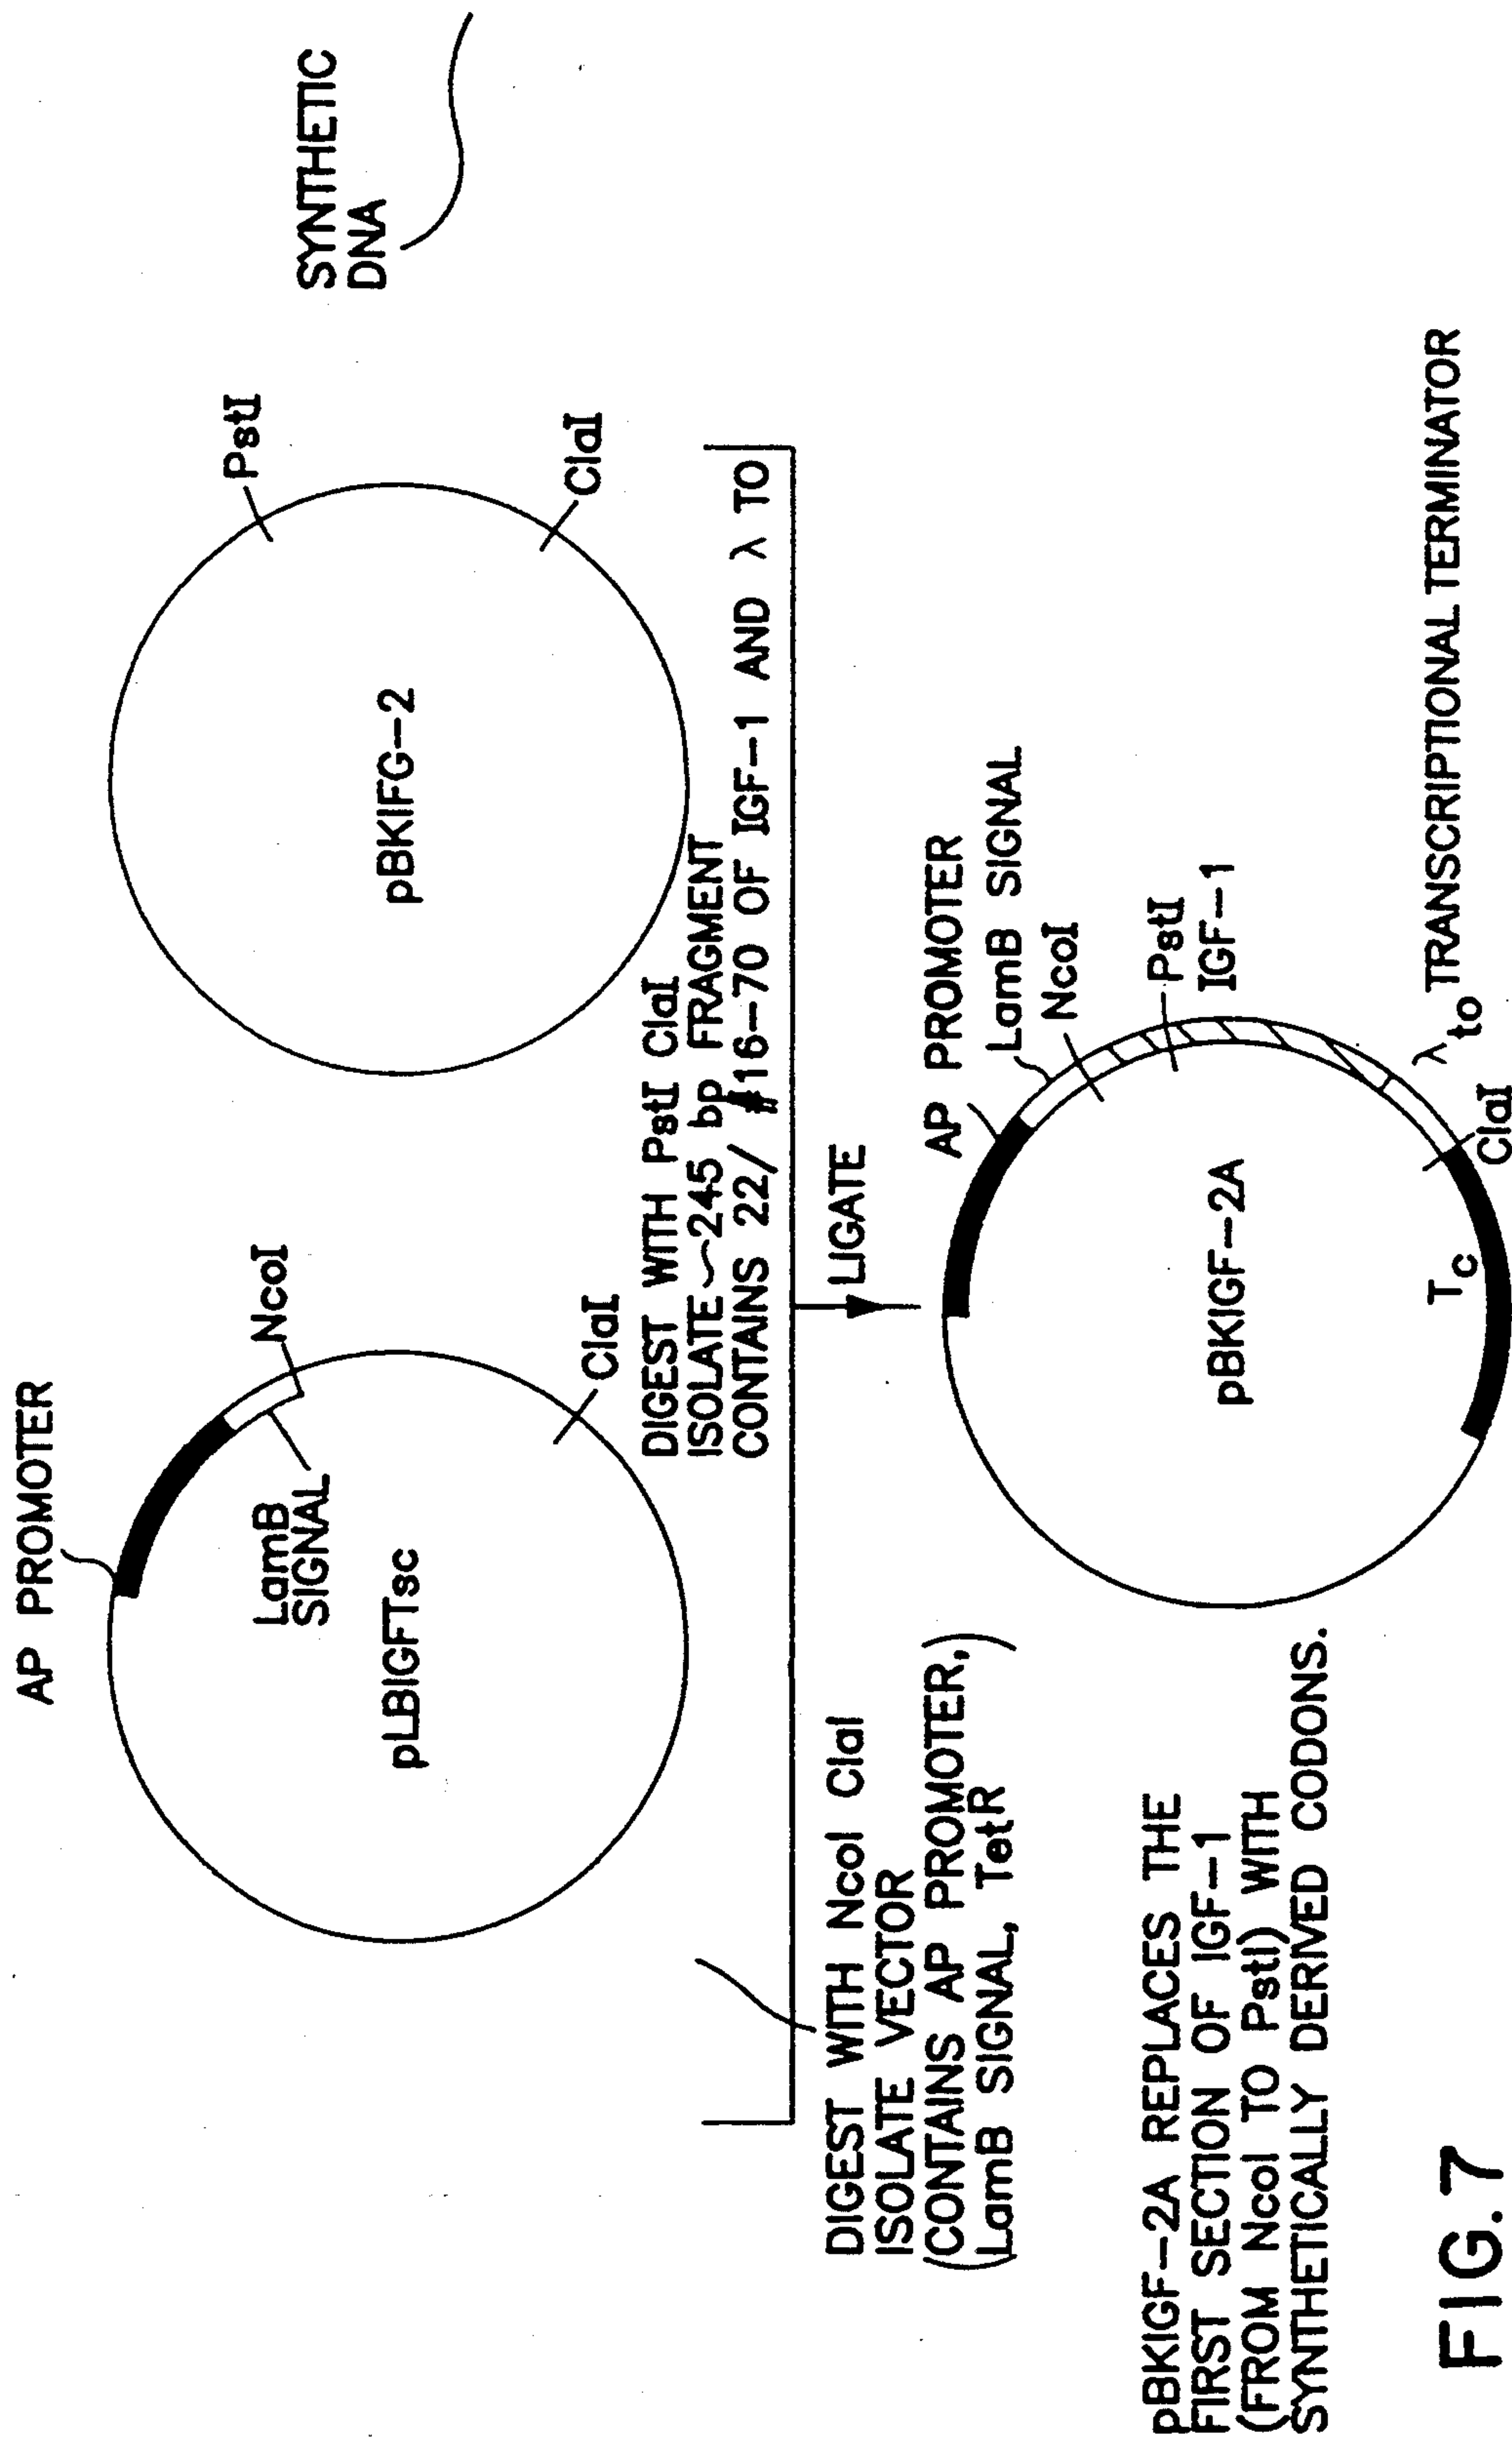 AP PROMOTER
LamB
SIGNAL
NcoI
ClaI
pLBIGFTsc
PstI
ClaI
pBKIFG-2
SYNTHETIC
DNA
DIGEST WITH PstI ClaI
ISOLATE ~245 bp FRAGMENT
CONTAINS 22/ #16-70 OF IGF-1 AND λ TO
DIGEST WITH NcoI ClaI
ISOLATE VECTOR
(CONTAINS AP PROMOTER,)
(LamB SIGNAL, TetR)
LIGATE
AP PROMOTER
LamB SIGNAL
NcoI
PstI
IGF-1
pBKIGF-2A
Tc
ClaI
λ to TRANSCRIPTIONAL TERMINATOR
pBKIGF-2A REPLACES THE
FIRST SECTION OF IGF-1
(FROM NcoI TO PstI) WITH
SYNTHETICALLY DERIVED CODONS.
FIG.7